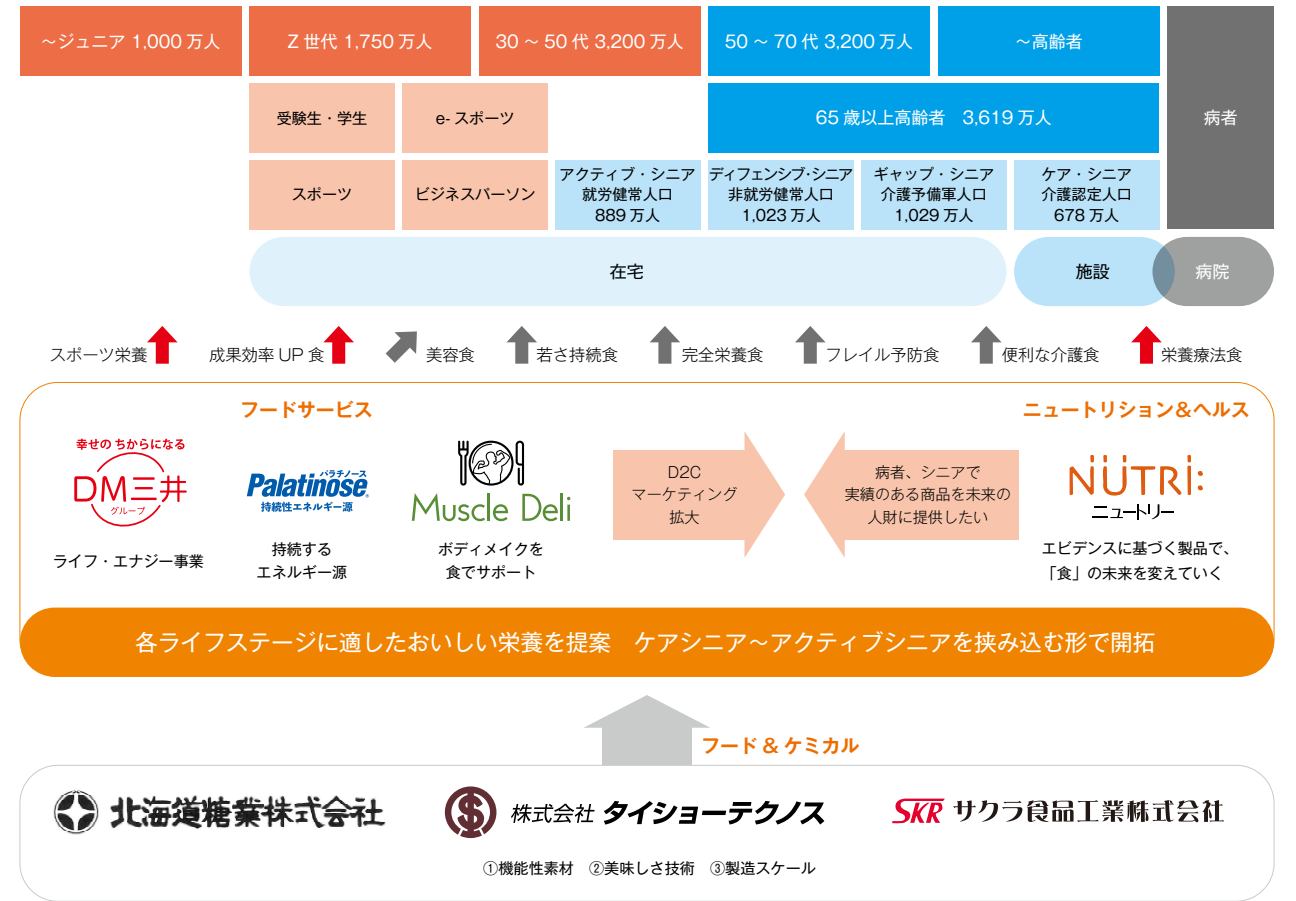 ～ジュニア 1,000 万人
Z 世代 1,750 万人
30 ～ 50 代 3,200 万人
50 ～ 70 代 3,200 万人
～高齢者
病者
受験生・学生
e- スポーツ
65 歳以上高齢者　3,619 万人
スポーツ
ビジネスパーソン
アクティブ・シニア
就労健常人口
889 万人
ディフェンシブ・シニア
非就労健常人口
1,023 万人
ギャップ・シニア
介護予備軍人口
1,029 万人
ケア・シニア
介護認定人口
678 万人
在宅
施設
病院
スポーツ栄養
成果効率 UP 食
美容食
若さ持続食
完全栄養食
フレイル予防食
便利な介護食
栄養療法食
フードサービス
ニュートリション＆ヘルス
幸せの ちからになる
DM三井
グループ
ライフ・エナジー事業
パラチノース
Palatinose®
持続性エネルギー源
持続する
エネルギー源
Muscle Deli
ボディメイクを
食でサポート
D2C
マーケティング
拡大
病者、シニアで
実績のある商品を未来の
人財に提供したい
NÜTRi:
ニュートリー
エビデンスに基づく製品で、
「食」の未来を変えていく
各ライフステージに適したおいしい栄養を提案　ケアシニア～アクティブシニアを挟み込む形で開拓
フード & ケミカル
北海道糖業株式会社
株式会社 タイショーテクノス
SKR サクラ食品工業株式会社
①機能性素材　②美味しさ技術　③製造スケール